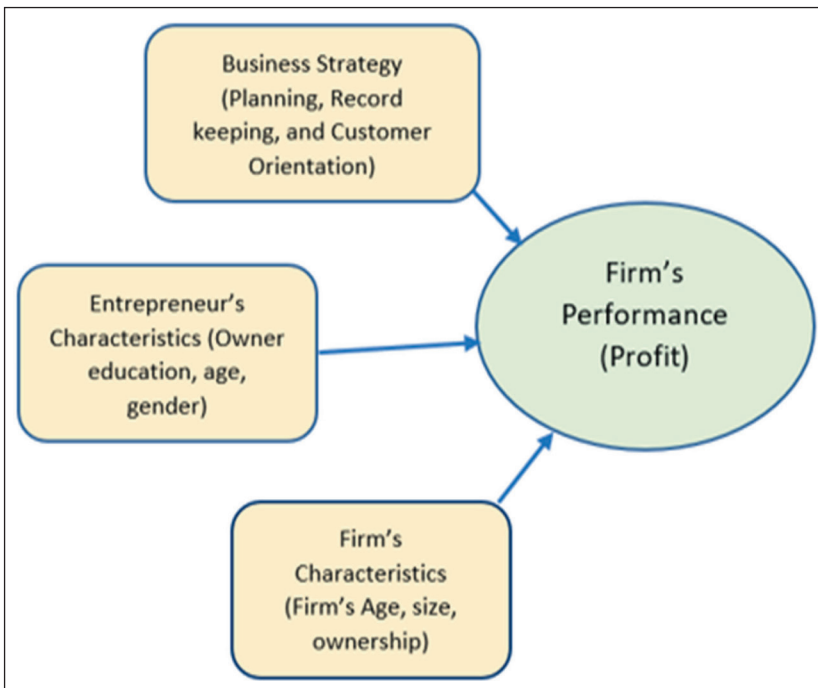 Business Strategy
(Planning, Record
keeping, and Customer
Orientation)
Entrepreneur’s
Characteristics (Owner
education, age,
gender)
Firm’s
Performance
(Profit)
Firm’s
Characteristics
(Firm’s Age, size,
ownership)